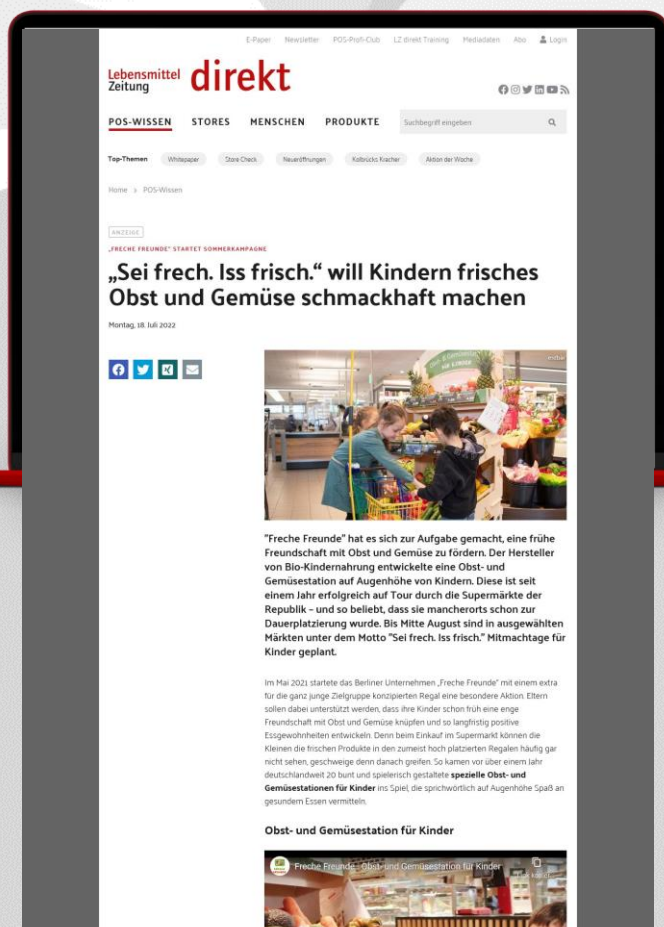 E-Paper Newsletter POS-Profi-Club LZ direkt Training Mediadaten Abo Login
Lebensmittel
Zeitung
direkt
POS-WISSEN STORES MENSCHEN PRODUKTE Suchbegriff eingeben
Top-Themen Whitepaper Store Check Neueröffnungen Kolbrücks Kracher Aktion der Woche
Home > POS-Wissen
ANZEIGE
„FRECHE FREUNDE" STARTET SOMMERKAMPAGNE
„Sei frech. Iss frisch.“ will Kindern frisches
Obst und Gemüse schmackhaft machen
Montag, 18. Juli 2022
"Freche Freunde" hat es sich zur Aufgabe gemacht, eine frühe
Freundschaft mit Obst und Gemüse zu fördern. Der Hersteller
von Bio-Kindernahrung entwickelte eine Obst- und
Gemüsestation auf Augenhöhe von Kindern. Diese ist seit
einem Jahr erfolgreich auf Tour durch die Supermärkte der
Republik – und so beliebt, dass sie mancherorts schon zur
Dauerplatzierung wurde. Bis Mitte August sind in ausgewählten
Märkten unter dem Motto "Sei frech. Iss frisch." Mitmachtage für
Kinder geplant.
Im Mai 2021 startete das Berliner Unternehmen „Freche Freunde" mit einem extra
für die ganz junge Zielgruppe konzipierten Regal eine besondere Aktion. Eltern
sollen dabei unterstützt werden, dass ihre Kinder schon früh eine enge
Freundschaft mit Obst und Gemüse knüpfen und so langfristig positive
Essgewohnheiten entwickeln. Denn beim Einkauf im Supermarkt können die
Kleinen die frischen Produkte in den zumeist hoch platzierten Regalen häufig gar
nicht sehen, geschweige denn danach greifen. So kamen vor über einem Jahr
deutschlandweit 20 bunt und spielerisch gestaltete spezielle Obst- und
Gemüsestationen für Kinder ins Spiel, die sprichwörtlich auf Augenhöhe Spaß an
gesundem Essen vermitteln.
Obst- und Gemüsestation für Kinder
Freche Freunde : Obst- und Gemüsestation für Kinder